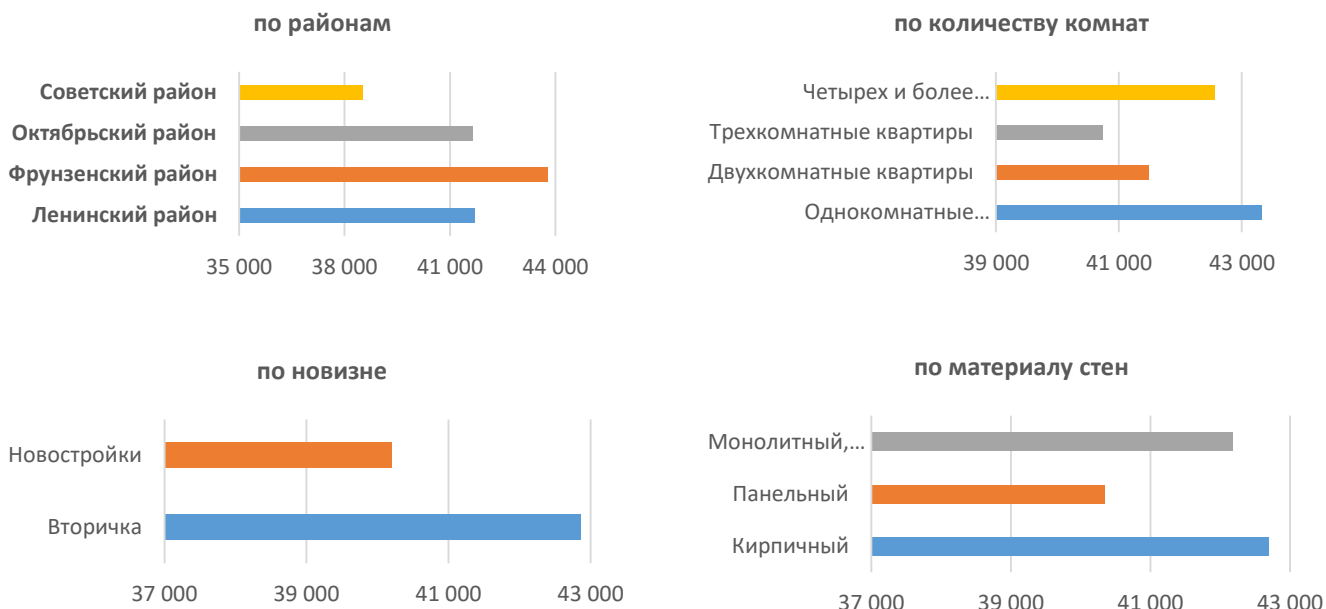 по районам
Советский район
Октябрьский район
Фрунзенский район
Ленинский район
35 000 38 000 41 000 44 000
по количеству комнат
Четырех и более…
Трехкомнатные квартиры
Двухкомнатные квартиры
Однокомнатные…
39 000 41 000 43 000
по новизне
Новостройки
Вторичка
37 000 39 000 41 000 43 000
по материалу стен
Монолитный,…
Панельный
Кирпичный
37 000 39 000 41 000 43 000